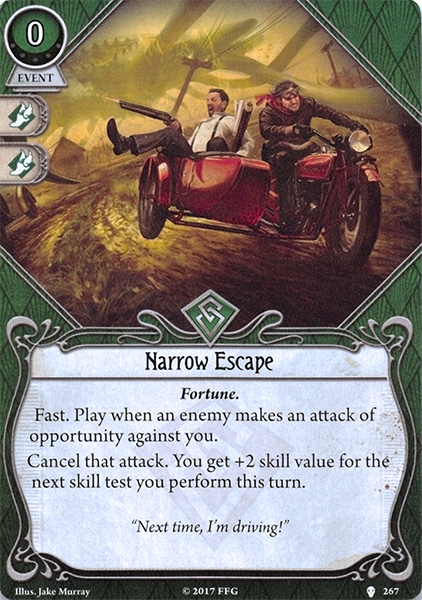 0
EVENT
Narrow Escape
Fortune.
Fast. Play when an enemy makes an attack of
opportunity against you.
Cancel that attack. You get +2 skill value for the
next skill test you perform this turn.
“Next time, I’m driving!”
Illus. Jake Murray © 2017 FFG 267